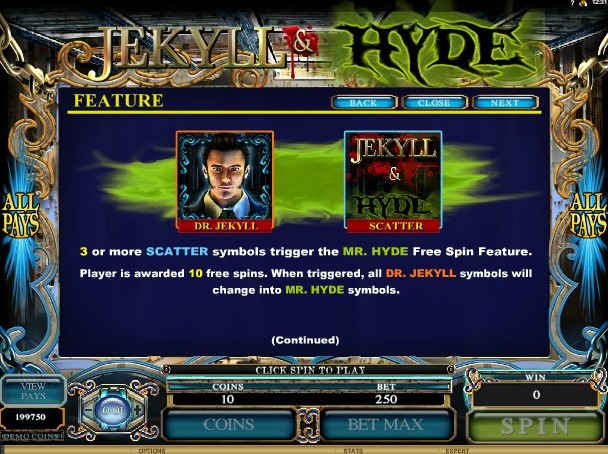 12:31
JEKYLL & HYDE
FEATURE
BACK CLOSE NEXT
JEKYLL & HYDE
DR. JEKYLL
SCATTER
ALL PAYS
ALL PAYS
3 or more SCATTER symbols trigger the MR. HYDE Free Spin Feature.
Player is awarded 10 free spins. When triggered, all DR. JEKYLL symbols will
change into MR. HYDE symbols.
(Continued)
CLICK SPIN TO PLAY
VIEW PAYS
199750
DEMO COINS
COINS
10
BET
250
WIN
0
COINS
BET MAX
SPIN
OPTIONS STATS EXPERT